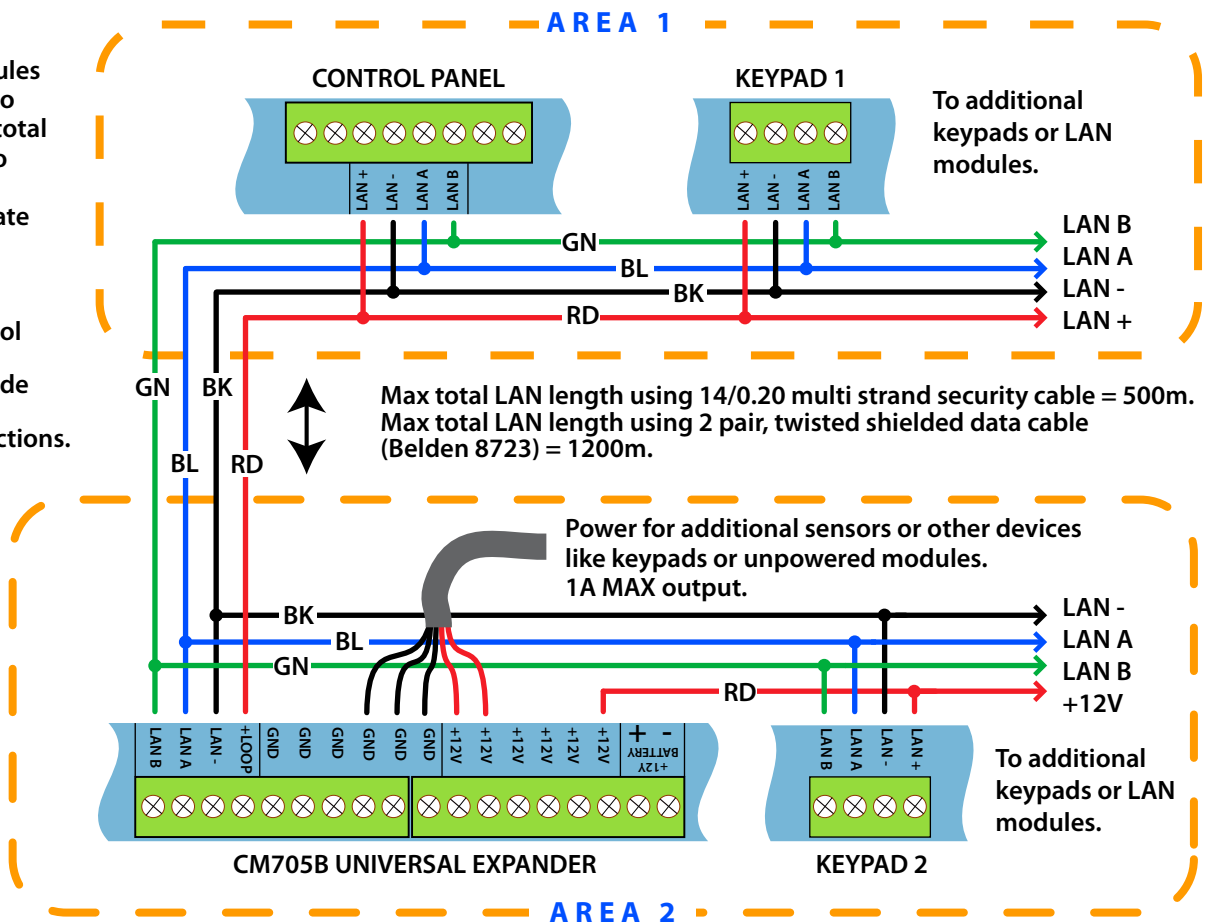 AREA 1
ules
o
total
o
ate
ol
de
ctions.
CONTROL PANEL
KEYPAD 1
To additional
keypads or LAN
modules.
LAN +
LAN -
LAN A
LAN B
LAN +
LAN -
LAN A
LAN B
GN
BL
BK
RD
LAN B
LAN A
LAN -
LAN +
GN
BK
BL
RD
Max total LAN length using 14/0.20 multi strand security cable = 500m.
Max total LAN length using 2 pair, twisted shielded data cable
(Belden 8723) = 1200m.
Power for additional sensors or other devices
like keypads or unpowered modules.
1A MAX output.
BK
BL
GN
RD
LAN -
LAN A
LAN B
+12V
LAN B
LAN A
LAN -
+LOOP
GND
GND
GND
GND
GND
GND
+12V
+12V
+12V
+12V
+12V
+12V
+ -
BATTERY
+12V
LAN B
LAN A
LAN -
LAN +
To additional
keypads or LAN
modules.
CM705B UNIVERSAL EXPANDER
KEYPAD 2
AREA 2